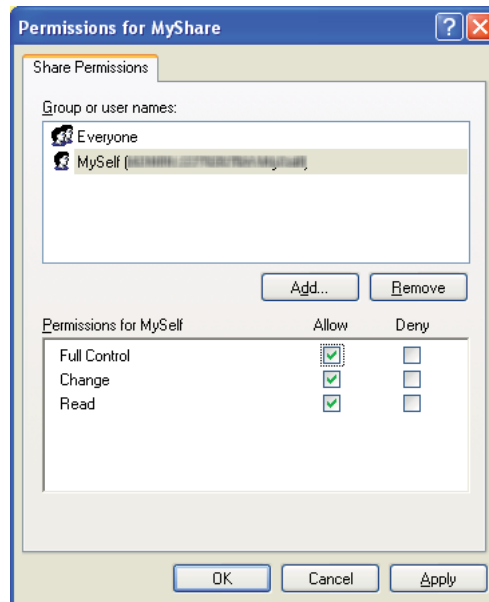 Permissions for MyShare
Share Permissions
Group or user names:
Everyone
MySelf (
Add... Remove
Permissions for MySelf Allow Deny
Full Control
Change
Read
OK Cancel Apply